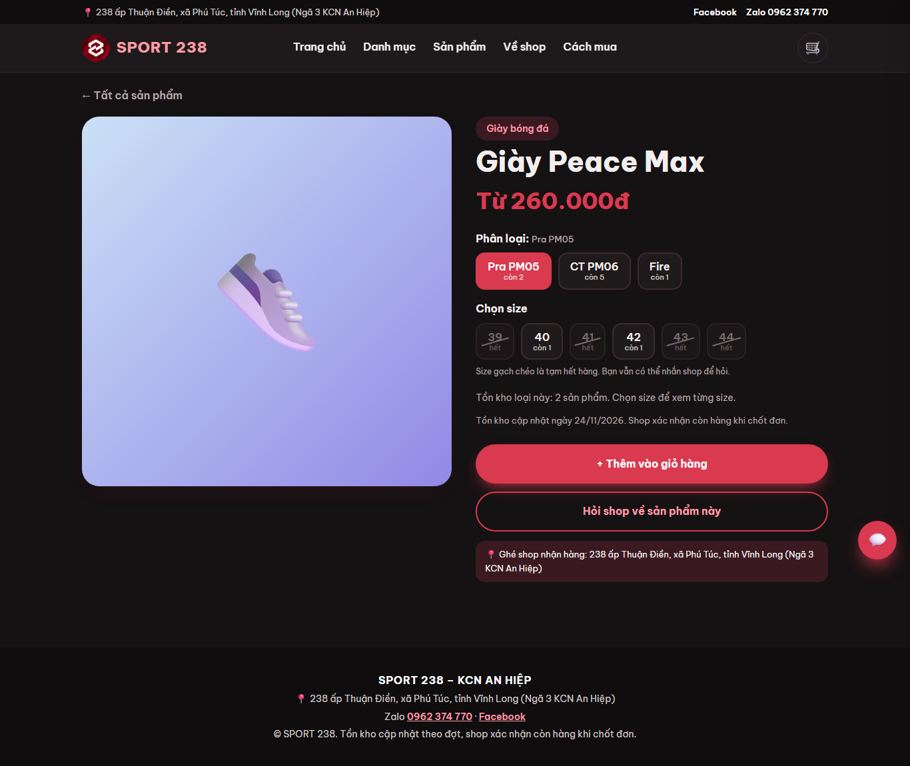 238 ấp Thuận Điền, xã Phú Túc, tỉnh Vĩnh Long (Ngã 3 KCN An Hiệp)
Facebook Zalo 0962 374 770
SPORT 238
Trang chủ Danh mục Sản phẩm Về shop Cách mua
← Tất cả sản phẩm
Giày bóng đá
Giày Peace Max
Từ 260.000đ
Phân loại: Pra PM05
Pra PM05 CT PM06 Fire
còn 2 còn 5 còn 1
Chọn size
39 40 41 42 43 44
hết còn 1 hết còn 1 hết hết
Size gạch chéo là tạm hết hàng. Bạn vẫn có thể nhắn shop để hỏi.
Tồn kho loại này: 2 sản phẩm. Chọn size để xem từng size.
Tồn kho cập nhật ngày 24/11/2026. Shop xác nhận còn hàng khi chốt đơn.
+ Thêm vào giỏ hàng
Hỏi shop về sản phẩm này
Ghé shop nhận hàng: 238 ấp Thuận Điền, xã Phú Túc, tỉnh Vĩnh Long (Ngã 3
KCN An Hiệp)
SPORT 238 – KCN AN HIỆP
238 ấp Thuận Điền, xã Phú Túc, tỉnh Vĩnh Long (Ngã 3 KCN An Hiệp)
Zalo 0962 374 770 · Facebook
© SPORT 238. Tồn kho cập nhật theo đợt, shop xác nhận còn hàng khi chốt đơn.